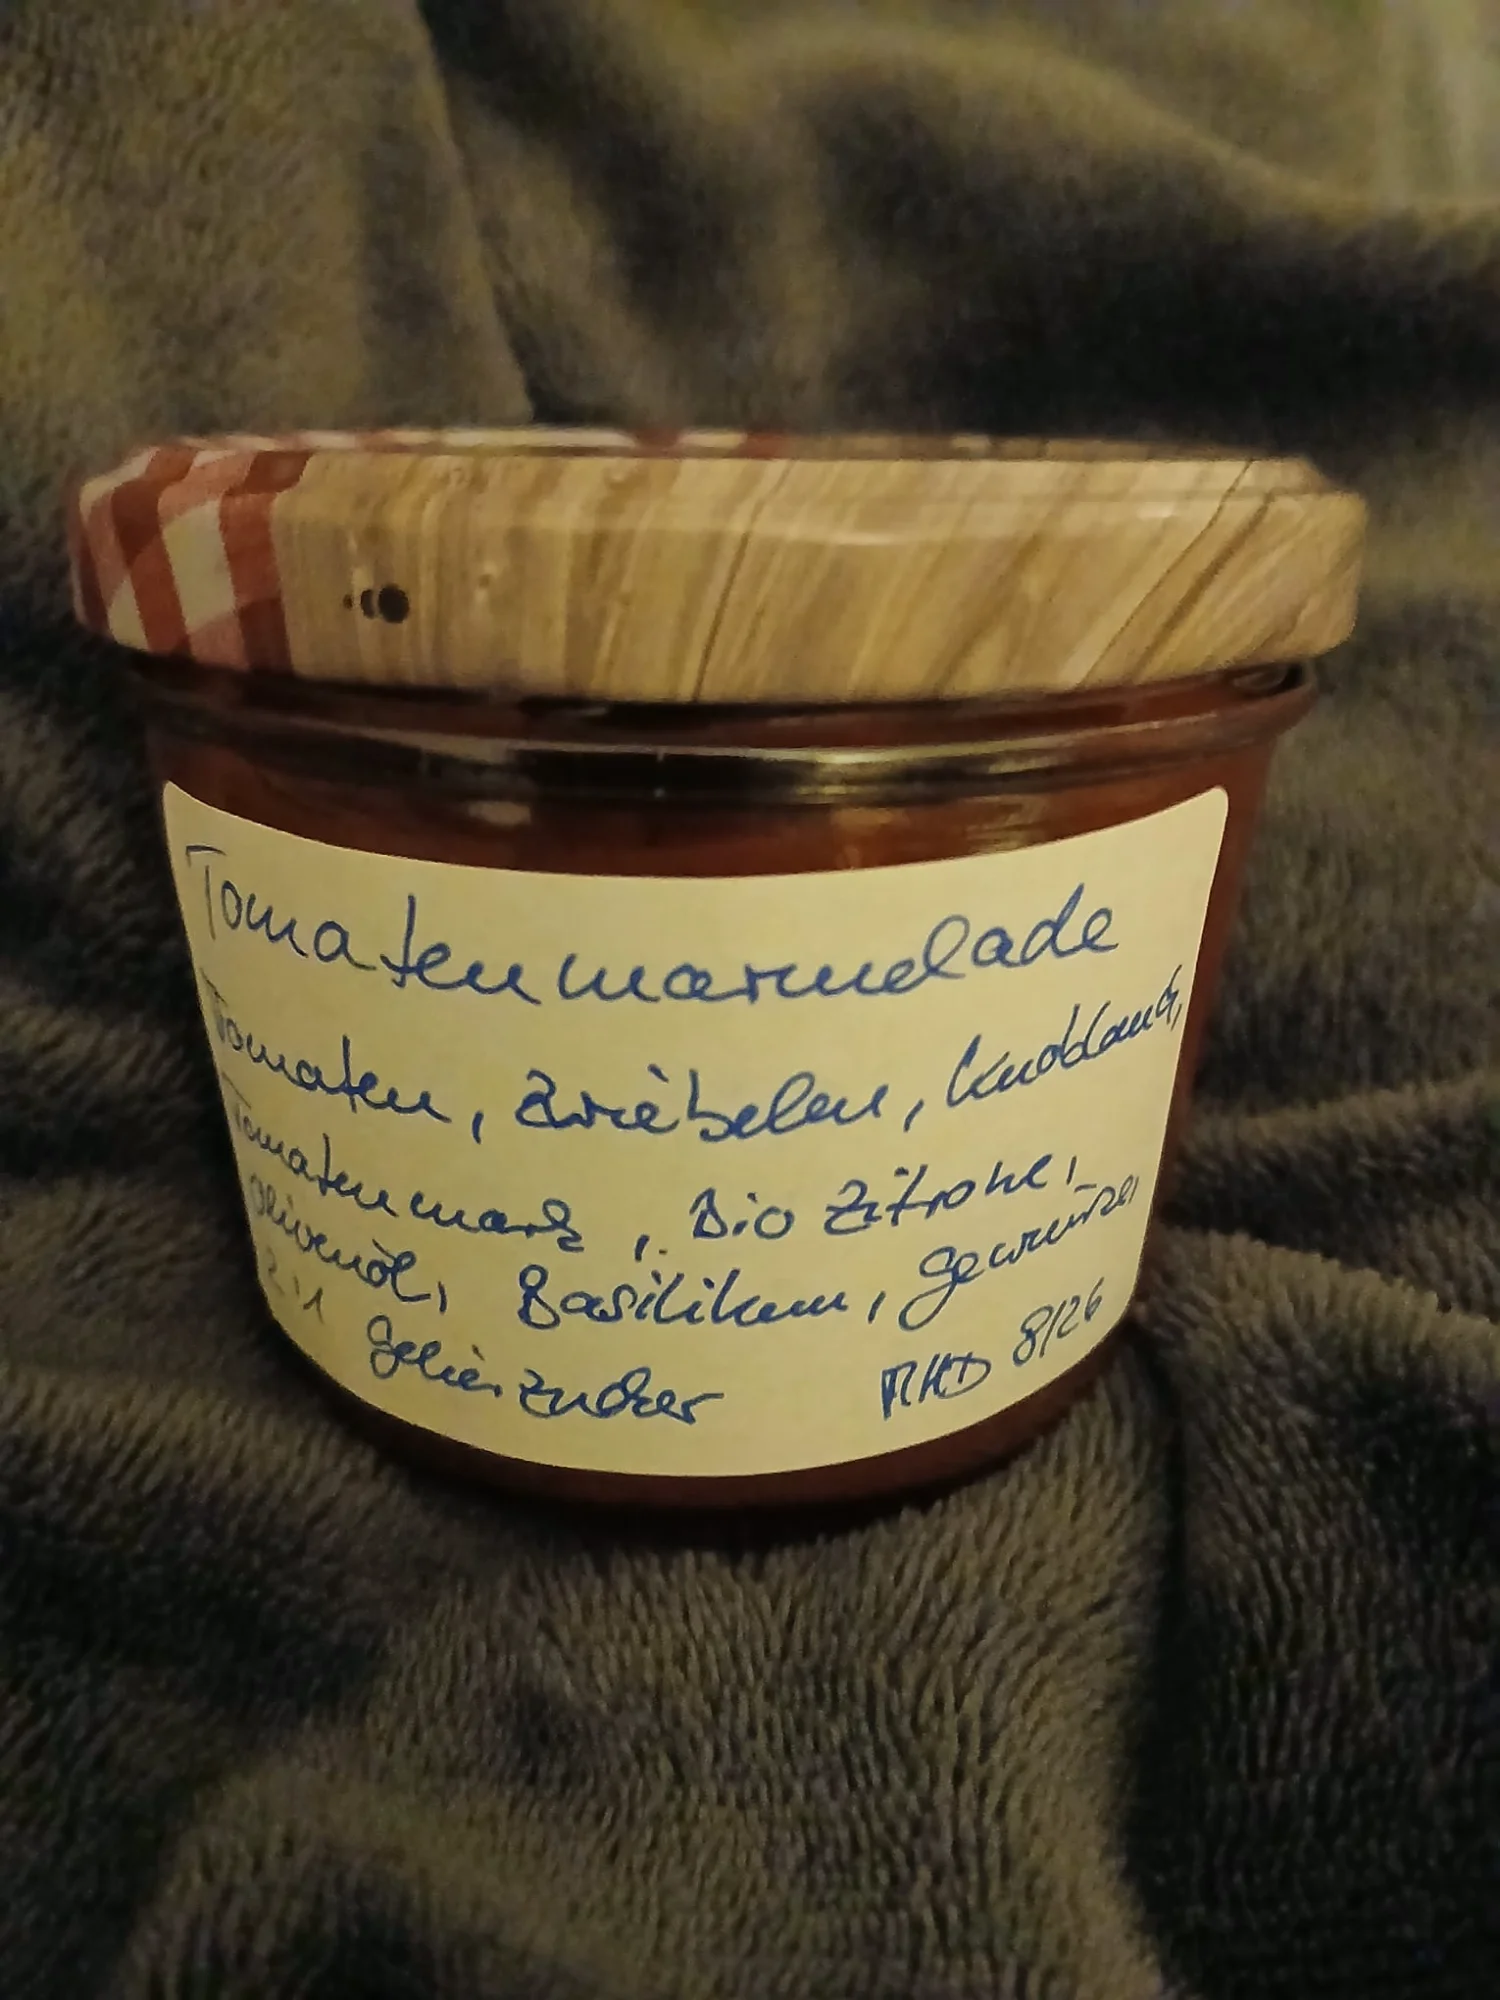 Tomatenmarmelade
Tomaten, Zwiebeln, Knoblauch,
Tomatenmark, Bio Zitrone,
Olivenöl, Basilikum, Gewürze,
2:1 Gelierzucker MHD 8/26